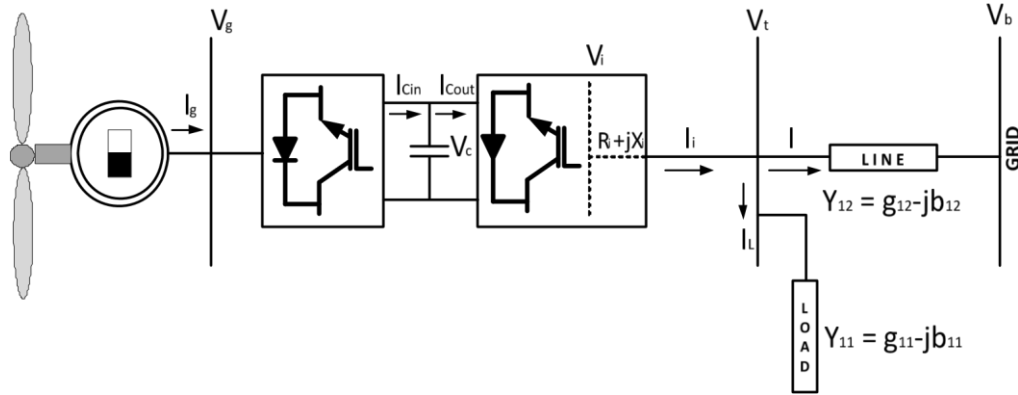 Vg
Vt
Vb
Vi
Ig
ICin
ICout
Vc
Ri+jXi
Ii
I
LINE
GRID
Y12 = g12-jb12
IL
LOAD
Y11 = g11-jb11